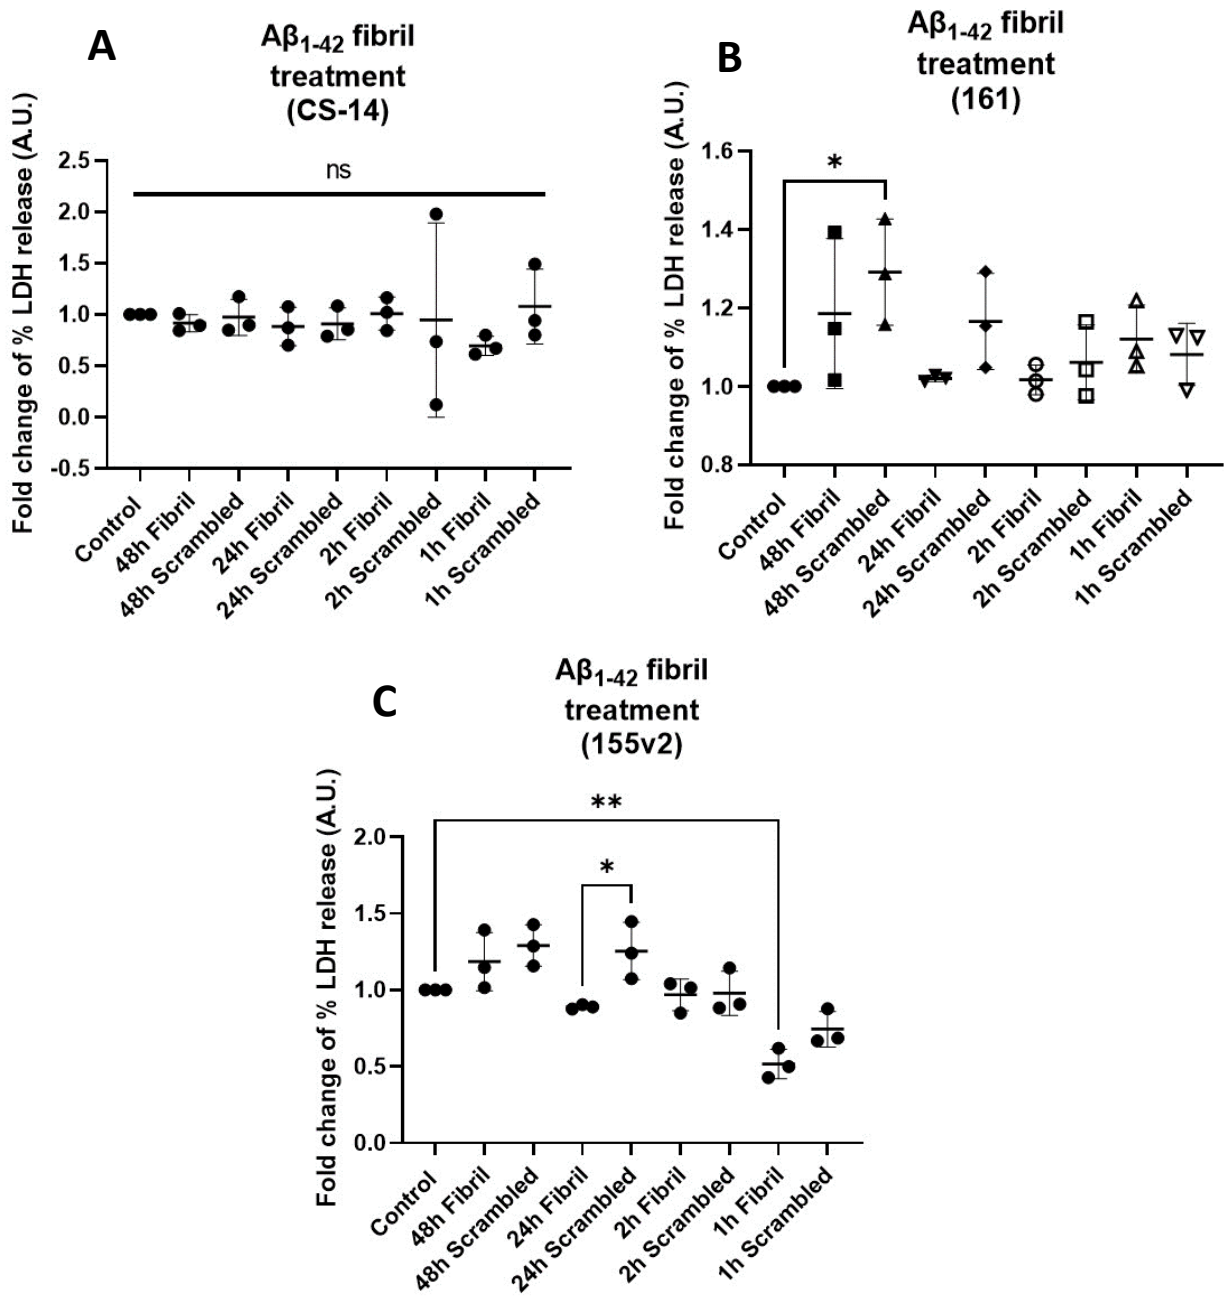 A
Aβ1-42 fibril
treatment
(CS-14)
Fold change of % LDH release (A.U.)
2.5
2.0
1.5
1.0
0.5
0.0
-0.5
ns
Control
48h Fibril
48h Scrambled
24h Fibril
24h Scrambled
2h Fibril
2h Scrambled
1h Fibril
1h Scrambled
B
Aβ1-42 fibril
treatment
(161)
Fold change of % LDH release (A.U.)
1.6
1.4
1.2
1.0
0.8
*
Control
48h Fibril
48h Scrambled
24h Fibril
24h Scrambled
2h Fibril
2h Scrambled
1h Fibril
1h Scrambled
C
Aβ1-42 fibril
treatment
(155v2)
Fold change of % LDH release (A.U.)
2.0
1.5
1.0
0.5
0.0
**
*
Control
48h Fibril
48h Scrambled
24h Fibril
24h Scrambled
2h Fibril
2h Scrambled
1h Fibril
1h Scrambled